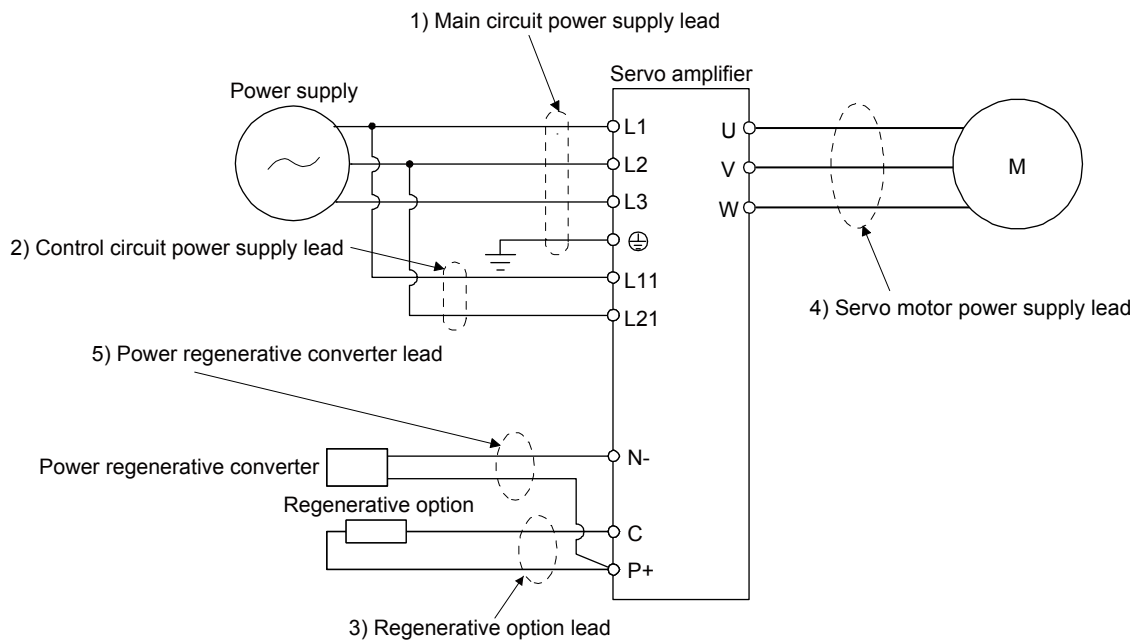 1) Main circuit power supply lead
Servo amplifier
Power supply
L1
U
L2
V
M
L3
W
2) Control circuit power supply lead
L11
4) Servo motor power supply lead
L21
5) Power regenerative converter lead
N-
Power regenerative converter
Regenerative option
C
P+
3) Regenerative option lead